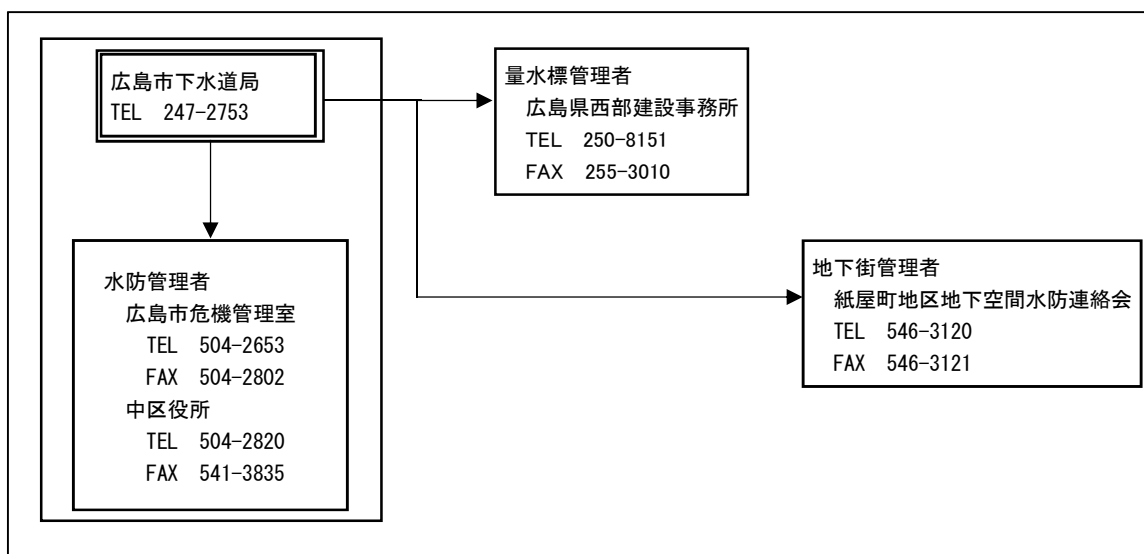 広島市下水道局
TEL 247-2753
量水標管理者
広島県西部建設事務所
TEL 250-8151
FAX 255-3010
水防管理者
広島市危機管理室
TEL 504-2653
FAX 504-2802
中区役所
TEL 504-2820
FAX 541-3835
地下街管理者
紙屋町地区地下空間水防連絡会
TEL 546-3120
FAX 546-3121